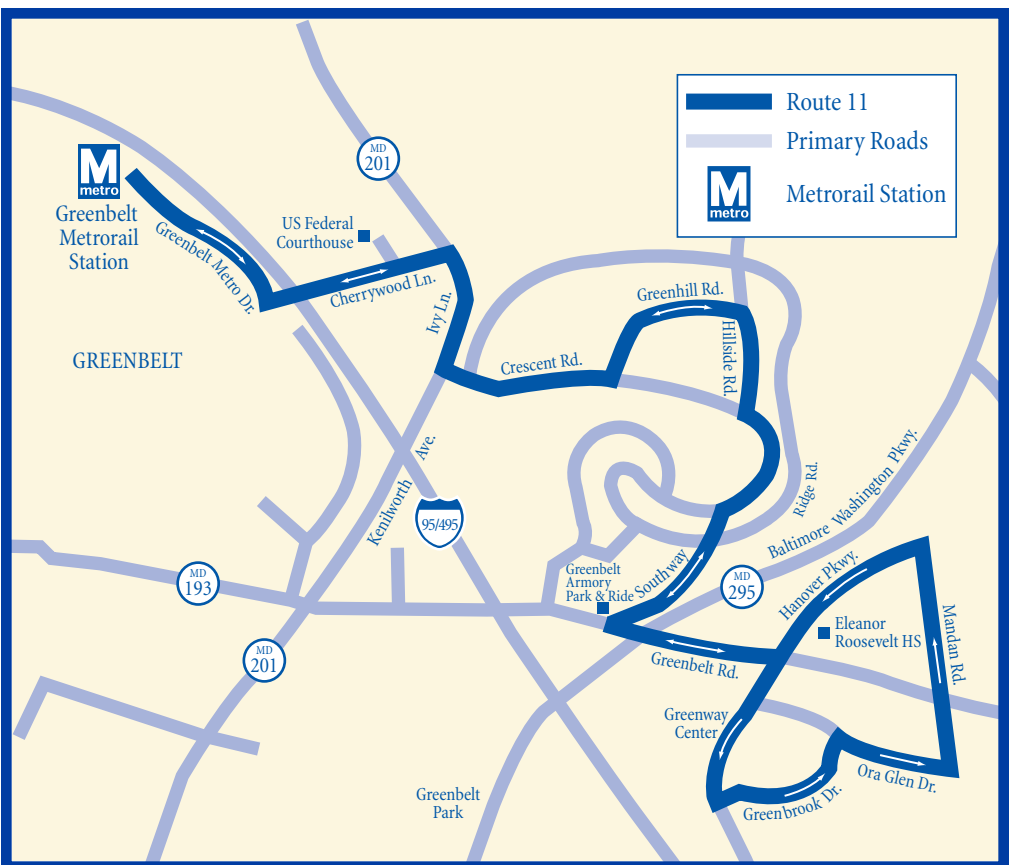 Route 11
Primary Roads
M
metro
Metrorail Station
MD
201
M
metro
Greenbelt
Metrorail
Station
US Federal
Courthouse
Greenbelt Metro Dr.
Cherrywood Ln.
Ivy Ln.
Greenhill Rd.
Hillside Rd.
GREENBELT
Crescent Rd.
Kenilworth Ave.
95/495
Ridge Rd.
Baltimore Washington Pkwy.
MD
193
Greenbelt
Armory
Park & Ride
Southway
MD
295
Hanover Pkwy.
Eleanor
Roosevelt HS
Mandan Rd.
MD
201
Greenbelt Rd.
Greenway
Center
Ora Glen Dr.
Greenbrook Dr.
Greenbelt
Park